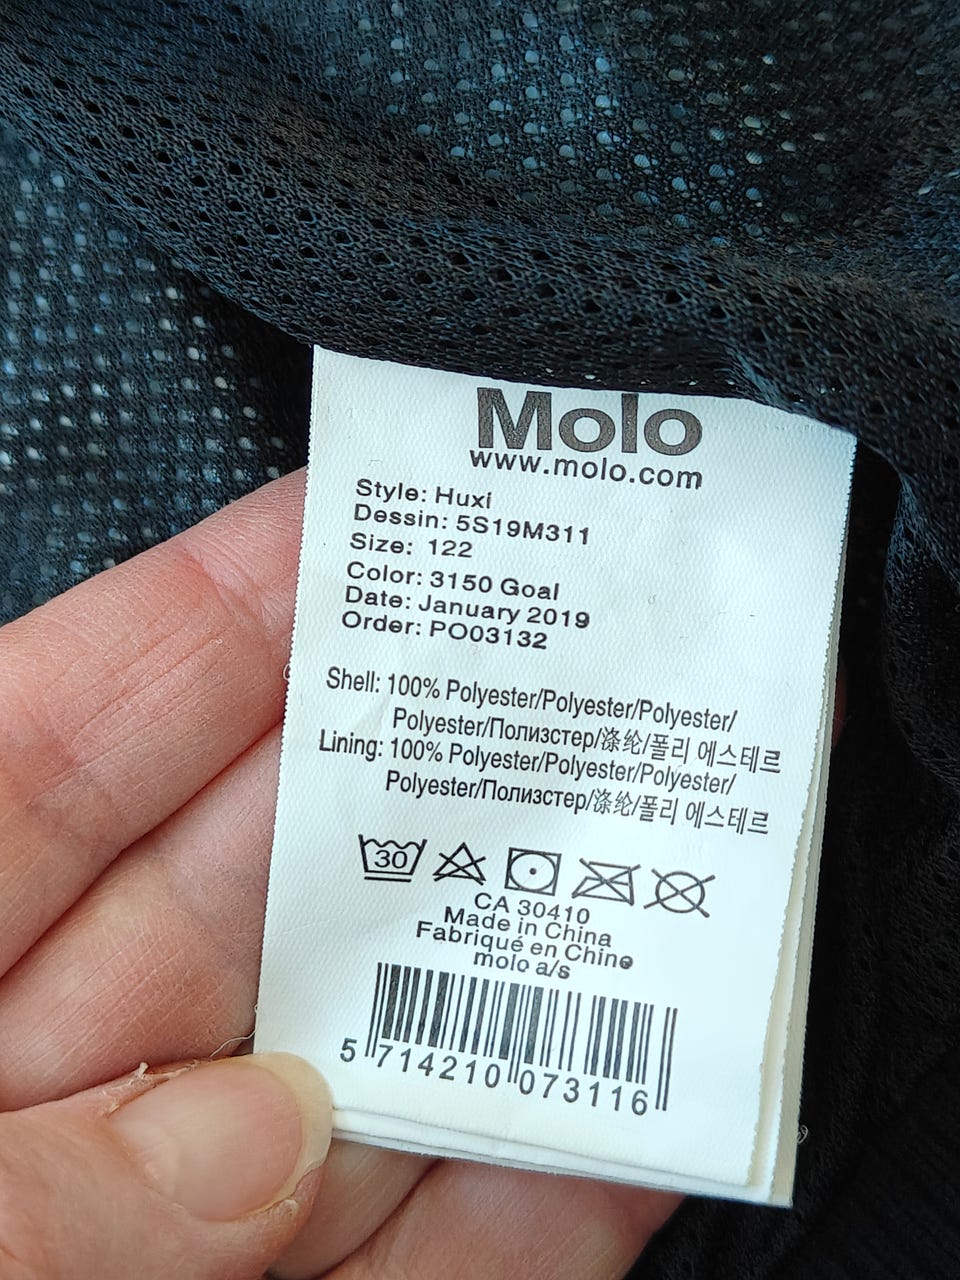 Molo
www.molo.com
Style: Huxi
Dessin: 5S19M311
Size: 122
Color: 3150 Goal
Date: January 2019
Order: PO03132
Shell: 100% Polyester/Polyester/Polyester/
Polyester/Полизстер/涤纶/폴리 에스테르
Lining: 100% Polyester/Polyester/Polyester/
Polyester/Полизстер/涤纶/폴리 에스테르
30
CA 30410
Made in China
Fabriqué en Chine
molo a/s
5 714210 073116